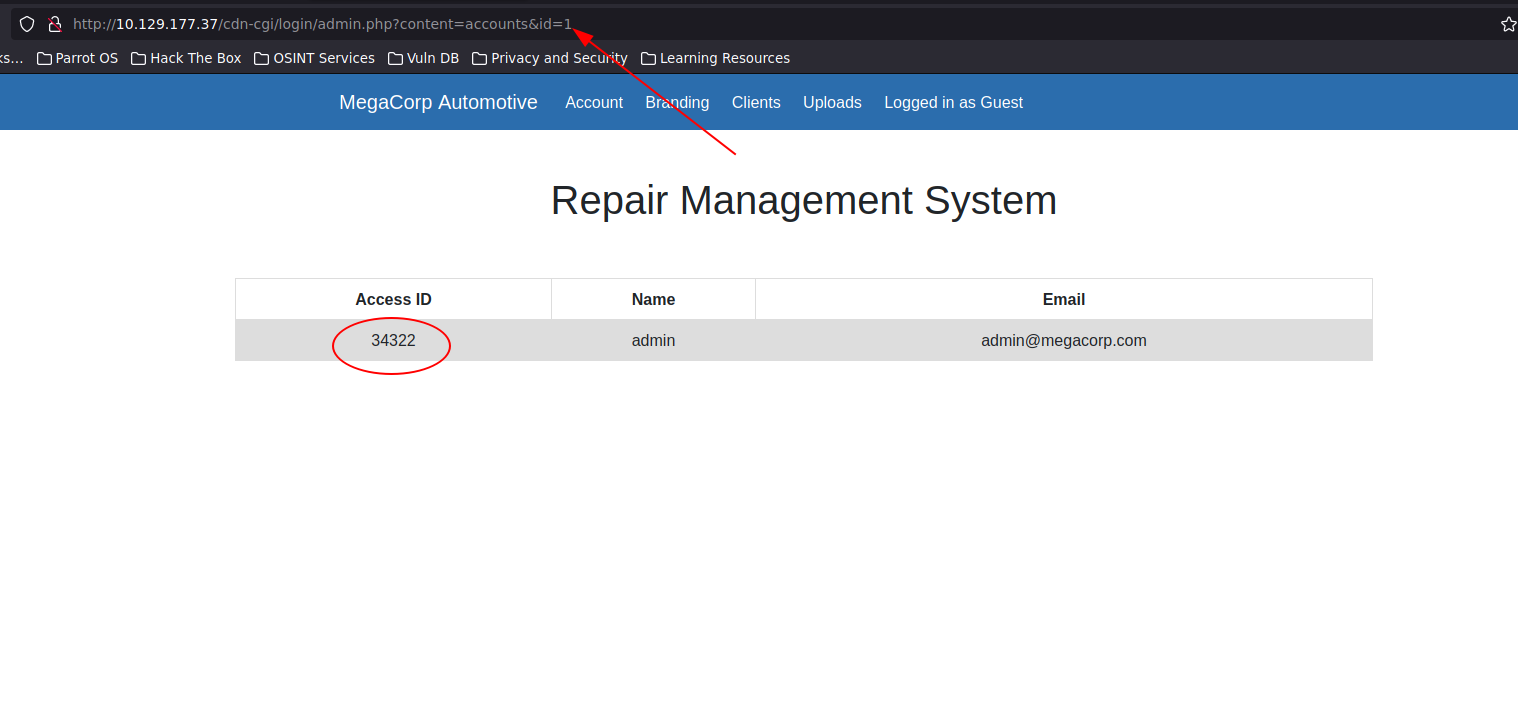 http://10.129.177.37/cdn-cgi/login/admin.php?content=accounts&id=1
ks... Parrot OS Hack The Box OSINT Services Vuln DB Privacy and Security Learning Resources
MegaCorp Automotive Account Branding Clients Uploads Logged in as Guest
Repair Management System
Access ID Name Email
34322 admin admin@megacorp.com